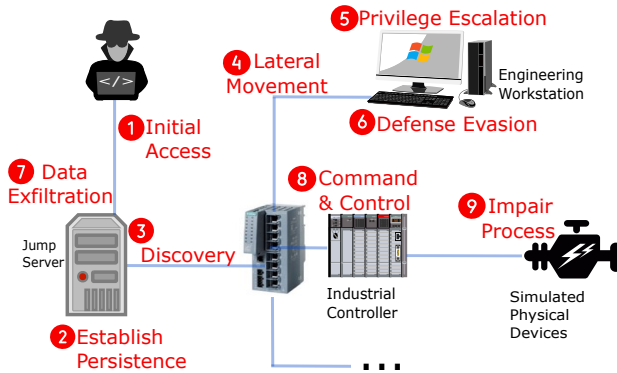 5 Privilege Escalation
4 Lateral
Movement
Engineering
Workstation
</>
1 Initial
Access
6 Defense Evasion
7 Data
Exfiltration
8 Command
& Control
9 Impair
Process
3
Discovery
Jump
Server
Industrial
Controller
Simulated
Physical
Devices
2 Establish
Persistence